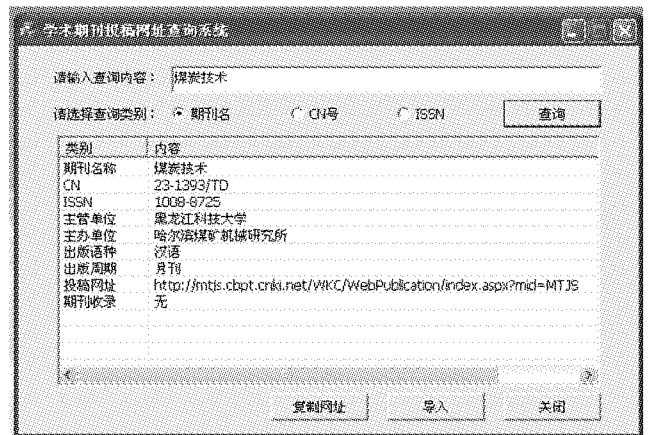 学术期刊投稿网址查询系统
请输入查询内容： 煤炭技术
请选择查询类别： 期刊名 CN号 ISSN 查询
类别 内容
期刊名称 煤炭技术
CN 23-1393/TD
ISSN 1008-8725
主管单位 黑龙江科技大学
主办单位 哈尔滨煤矿机械研究所
出版语种 汉语
出版周期 月刊
投稿网址 http://mtjs.cbpt.cnki.net/WKC/WebPublication/index.aspx?mid=MTJS
期刊收录 无
复制网址 导入 关闭